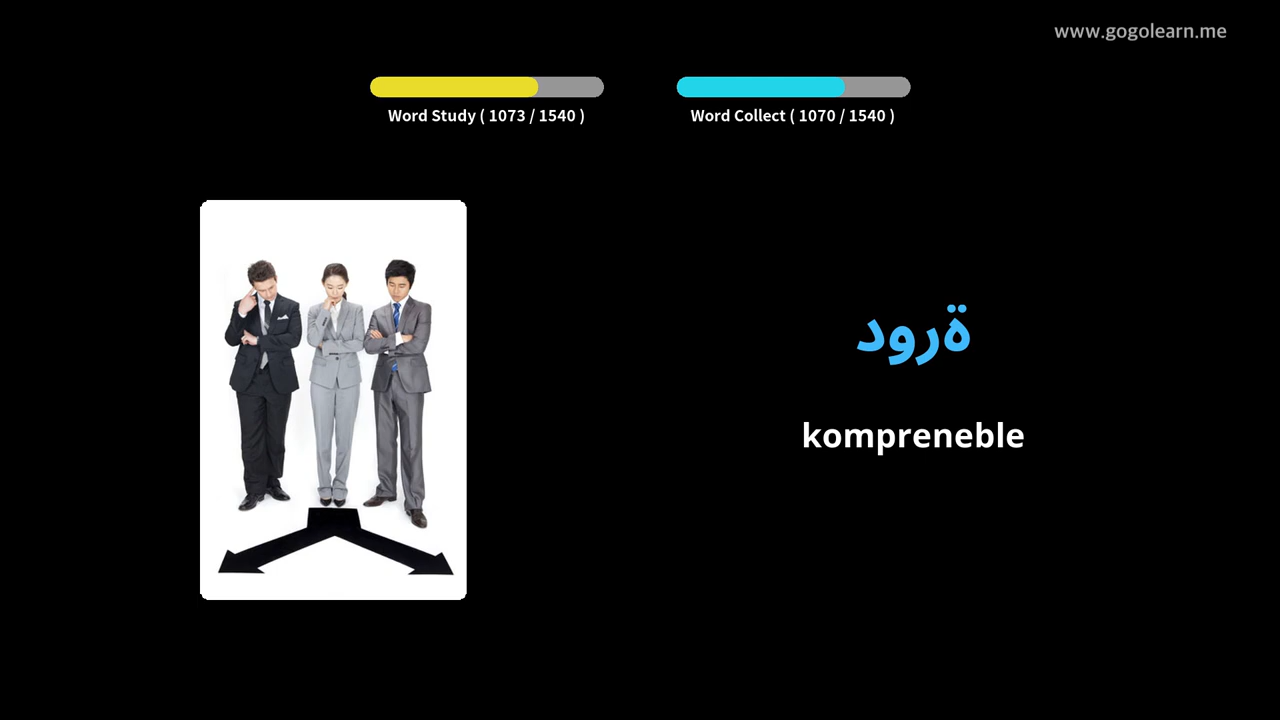 www.gogolearn.me
Word Study ( 1073 / 1540 )
Word Collect ( 1070 / 1540 )
ةرود
kompreneble